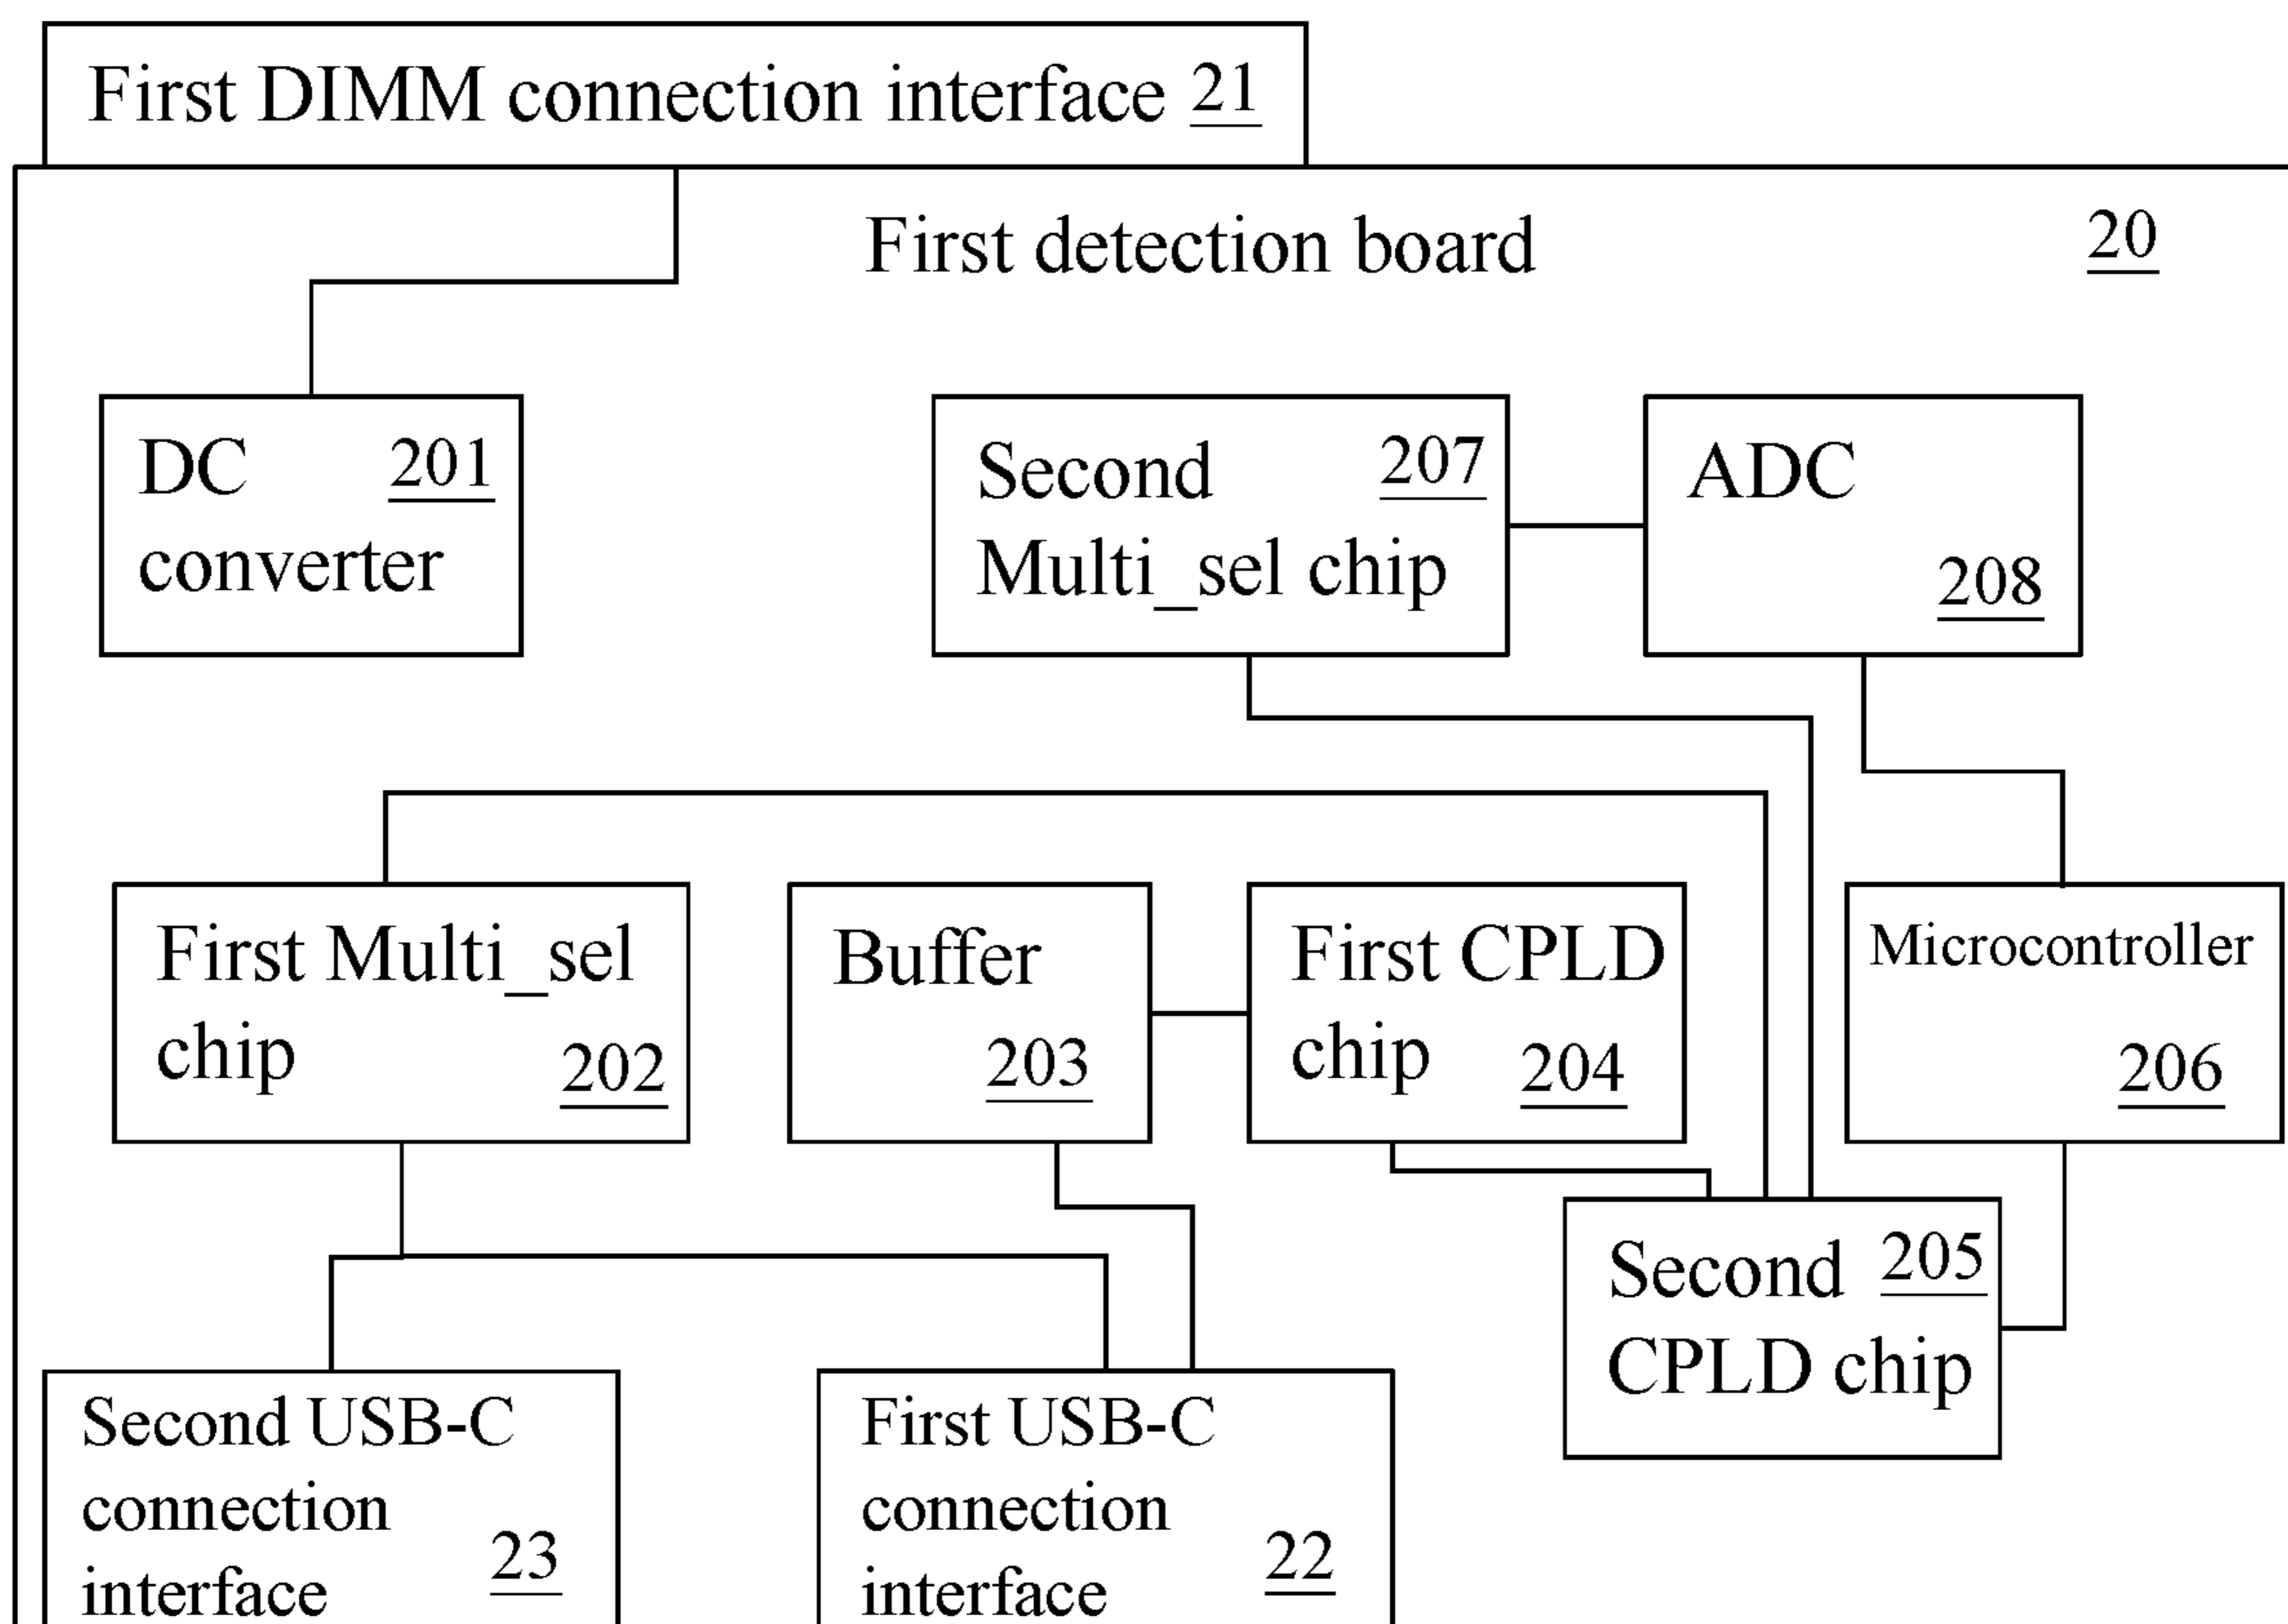 First DIMM connection interface 21
First detection board 20
DC 201
converter
Second 207
Multi_sel chip
ADC
208
First Multi_sel
chip 202
Buffer
203
First CPLD
chip 204
Microcontroller
206
Second 205
CPLD chip
Second USB-C
connection
interface 23
First USB-C
connection
interface 22